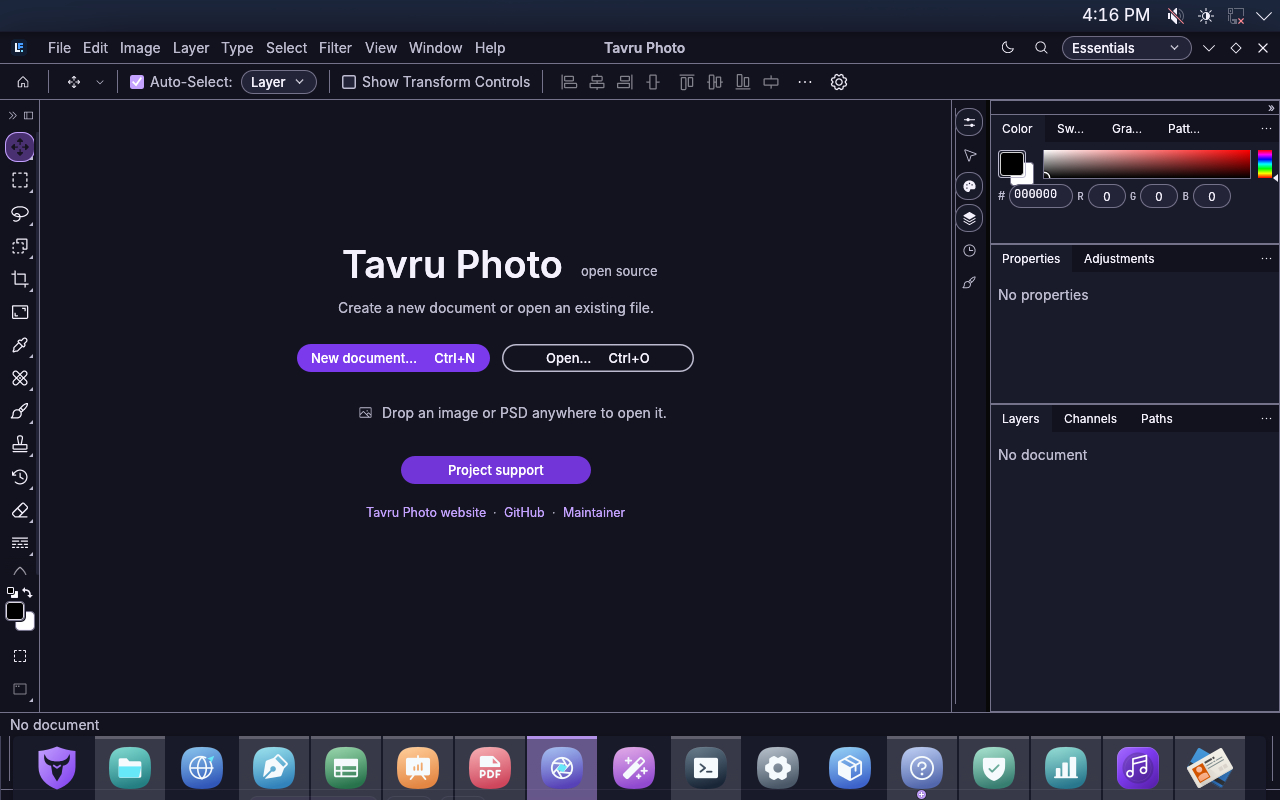 4:16 PM
File Edit Image Layer Type Select Filter View Window Help
Tavru Photo
Essentials
Auto-Select: Layer
Show Transform Controls
Color Sw... Gra... Patt...
# 000000 R 0 G 0 B 0
Properties Adjustments
No properties
Layers Channels Paths
No document
Tavru Photo open source
Create a new document or open an existing file.
New document... Ctrl+N
Open... Ctrl+O
Drop an image or PSD anywhere to open it.
Project support
Tavru Photo website · GitHub · Maintainer
No document
PDF